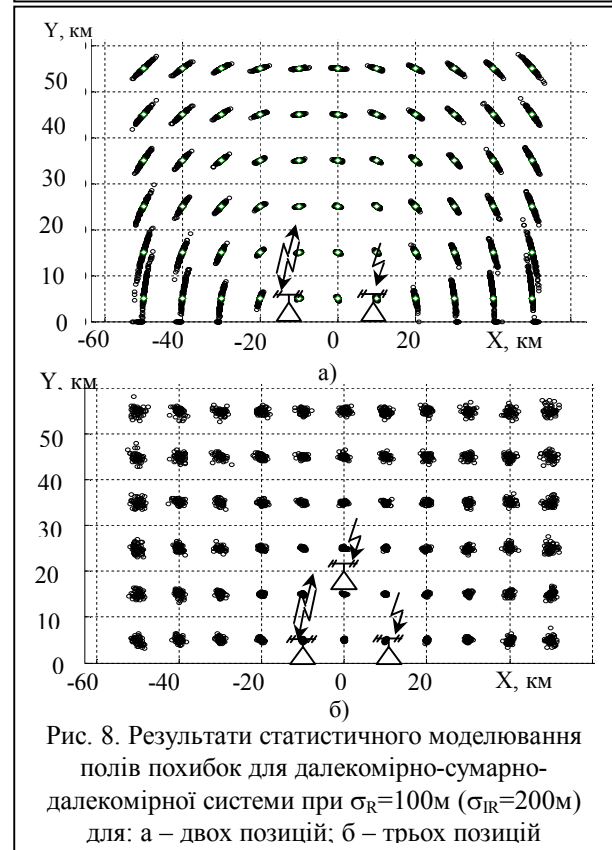 Y, км
50
40
30
20
10
0
-60
-40
-20
0
20
X, км
а)
Y, км
50
40
30
20
10
0
-60
-40
-20
0
20
X, км
б)
Рис. 8. Результати статистичного моделювання
полів похибок для далекомірно-сумарно-
далекомірної системи при σR=100м (σIR=200м)
для: а – двох позицій; б – трьох позицій